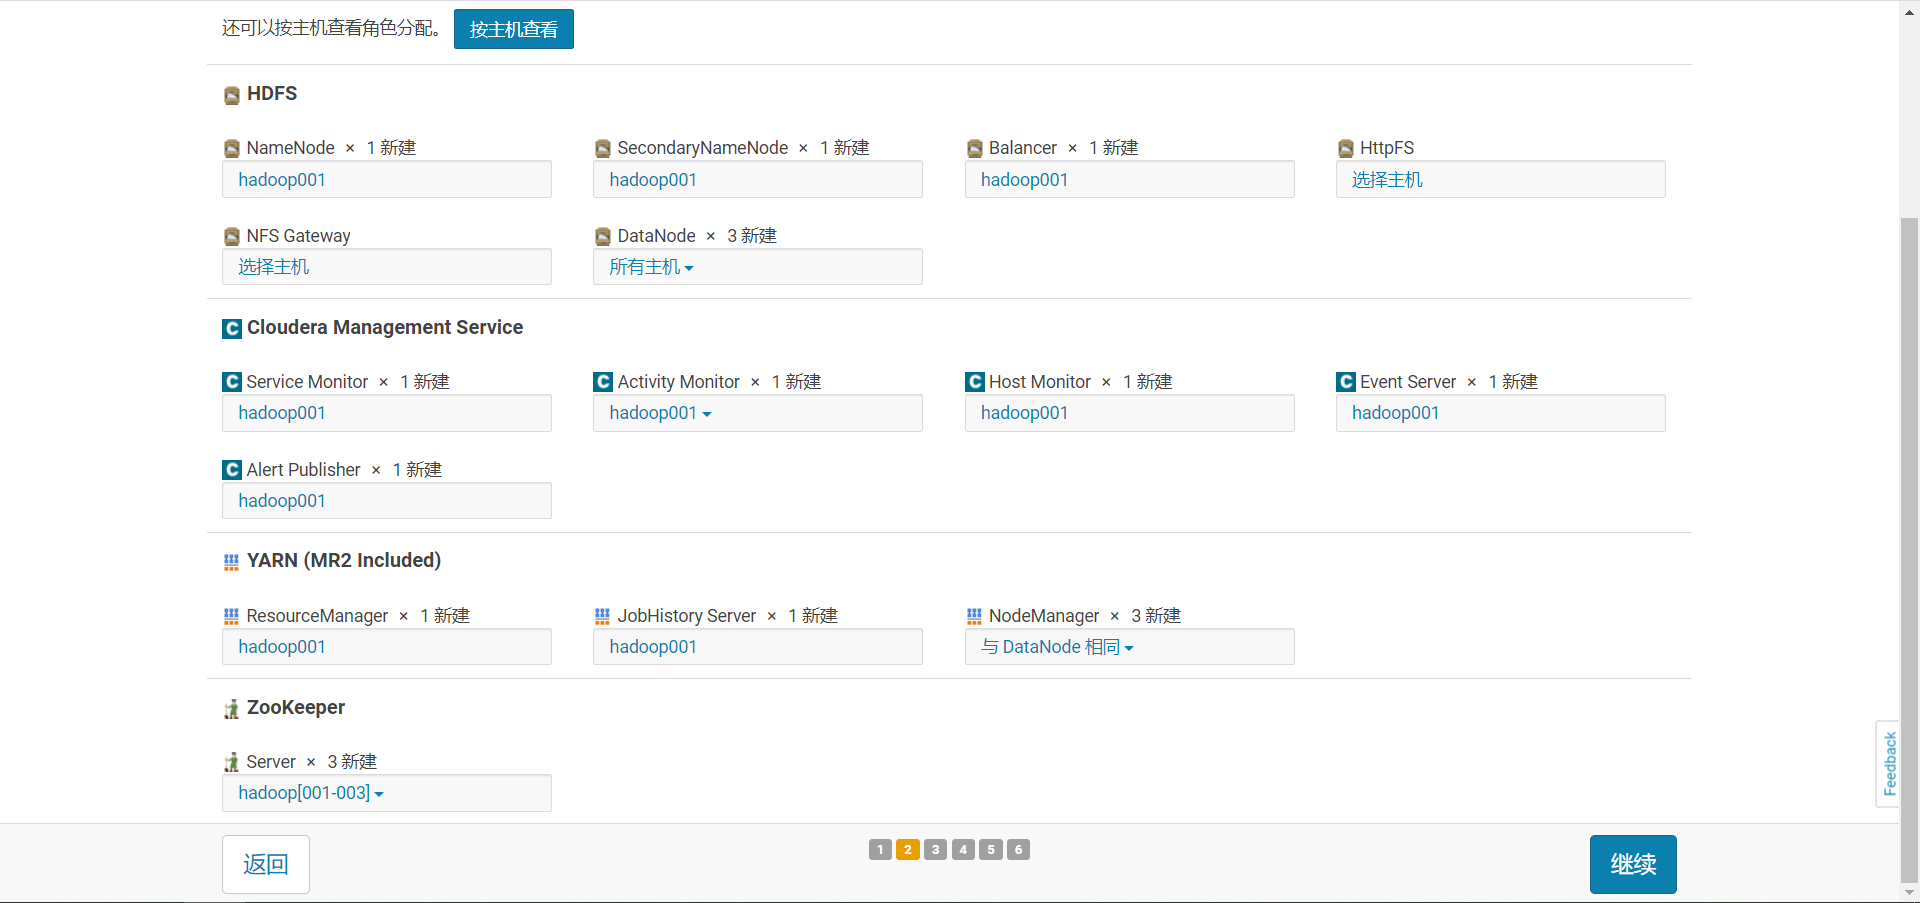 还可以按主机查看角色分配。 按主机查看
HDFS
NameNode × 1 新建 SecondaryNameNode × 1 新建 Balancer × 1 新建 HttpFS
hadoop001 hadoop001 hadoop001 选择主机
NFS Gateway DataNode × 3 新建
选择主机 所有主机
Cloudera Management Service
Service Monitor × 1 新建 Activity Monitor × 1 新建 Host Monitor × 1 新建 Event Server × 1 新建
hadoop001 hadoop001 hadoop001 hadoop001
Alert Publisher × 1 新建
hadoop001
YARN (MR2 Included)
ResourceManager × 1 新建 JobHistory Server × 1 新建 NodeManager × 3 新建
hadoop001 hadoop001 与 DataNode 相同
ZooKeeper
Server × 3 新建
hadoop[001-003]
Feedback
返回 1 2 3 4 5 6 继续